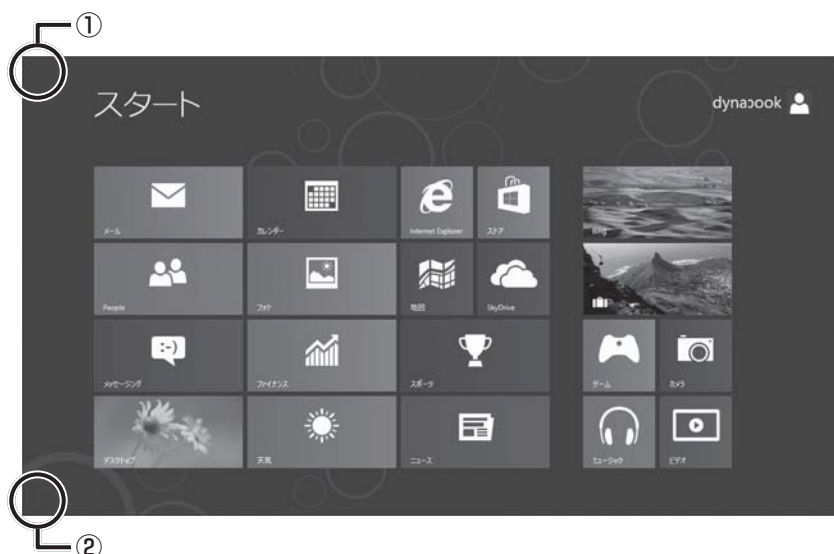 ①
スタート
dynabook
メール
カレンダー
Internet Explorer
ストア
Bing
People
フォト
地図
SkyDrive
メッセージング
ファイナンス
スポーツ
ゲーム
カメラ
デスクトップ
天気
ニュース
ミュージック
ビデオ
②